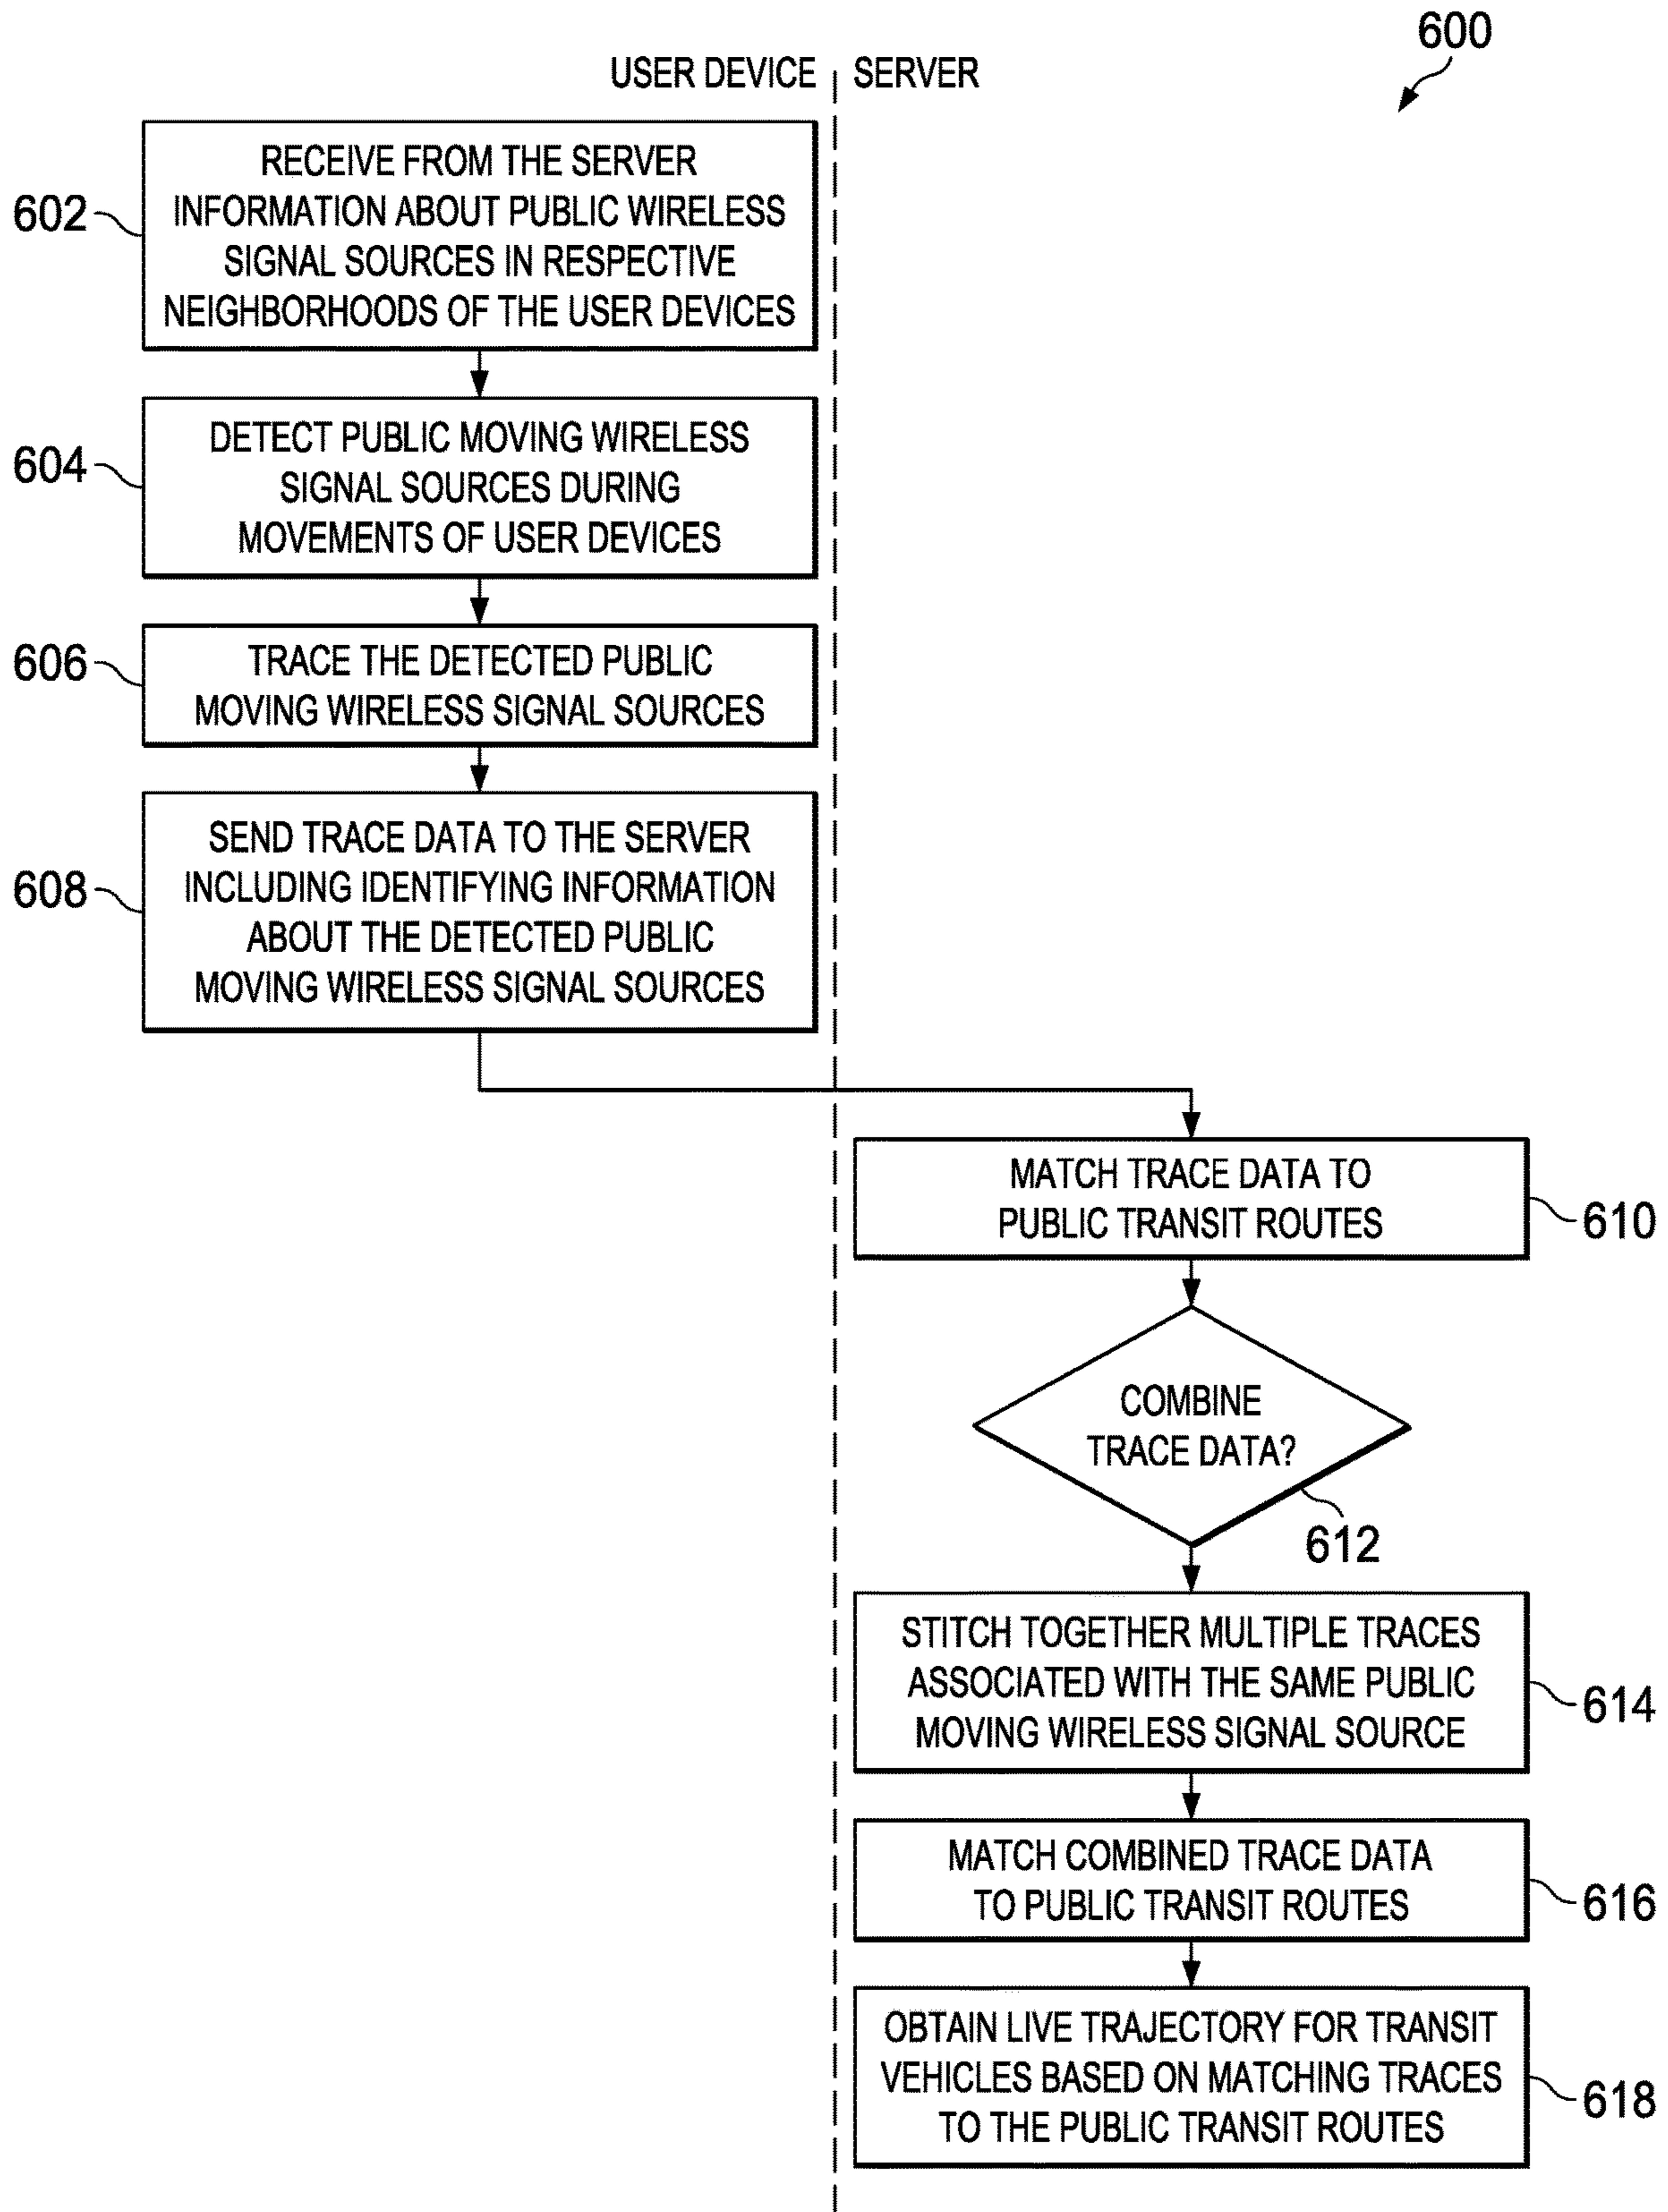 600
USER DEVICE
SERVER
602
RECEIVE FROM THE SERVER
INFORMATION ABOUT PUBLIC WIRELESS
SIGNAL SOURCES IN RESPECTIVE
NEIGHBORHOODS OF THE USER DEVICES
604
DETECT PUBLIC MOVING WIRELESS
SIGNAL SOURCES DURING
MOVEMENTS OF USER DEVICES
606
TRACE THE DETECTED PUBLIC
MOVING WIRELESS SIGNAL SOURCES
608
SEND TRACE DATA TO THE SERVER
INCLUDING IDENTIFYING INFORMATION
ABOUT THE DETECTED PUBLIC
MOVING WIRELESS SIGNAL SOURCES
MATCH TRACE DATA TO
PUBLIC TRANSIT ROUTES
610
COMBINE
TRACE DATA?
612
STITCH TOGETHER MULTIPLE TRACES
ASSOCIATED WITH THE SAME PUBLIC
MOVING WIRELESS SIGNAL SOURCE
614
MATCH COMBINED TRACE DATA
TO PUBLIC TRANSIT ROUTES
616
OBTAIN LIVE TRAJECTORY FOR TRANSIT
VEHICLES BASED ON MATCHING TRACES
TO THE PUBLIC TRANSIT ROUTES
618